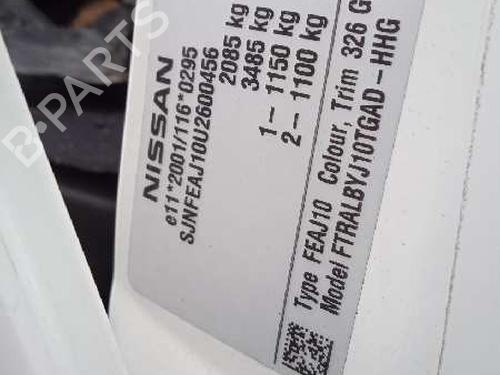 NISSAN
e11*2001/116*0295
SJNFEAJ10U2600456
2085 kg
3485 kg
1- 1150 kg
2- 1100 kg
Type FEAJ10 Colour, Trim 326 G
Model FTRALBYJ10TGAD-HHG
B-PARTS